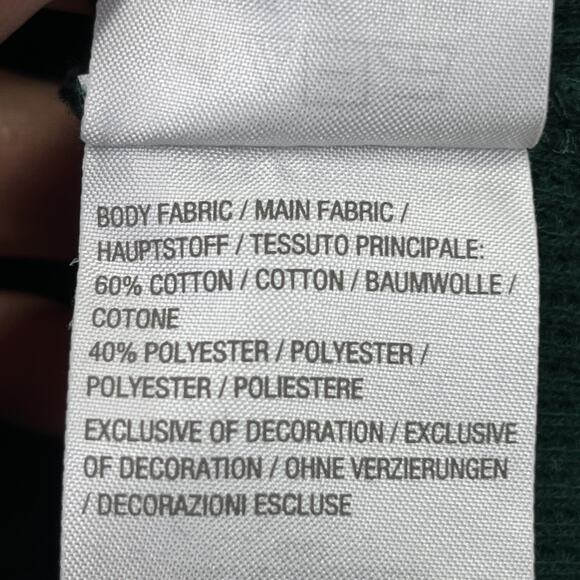 BODY FABRIC / MAIN FABRIC /
HAUPTSTOFF / TESSUTO PRINCIPALE:
60% COTTON / COTTON / BAUMWOLLE /
COTONE
40% POLYESTER / POLYESTER /
POLYESTER / POLIESTERE
EXCLUSIVE OF DECORATION / EXCLUSIVE
OF DECORATION / OHNE VERZIERUNGEN
/ DECORAZIONI ESCLUSE